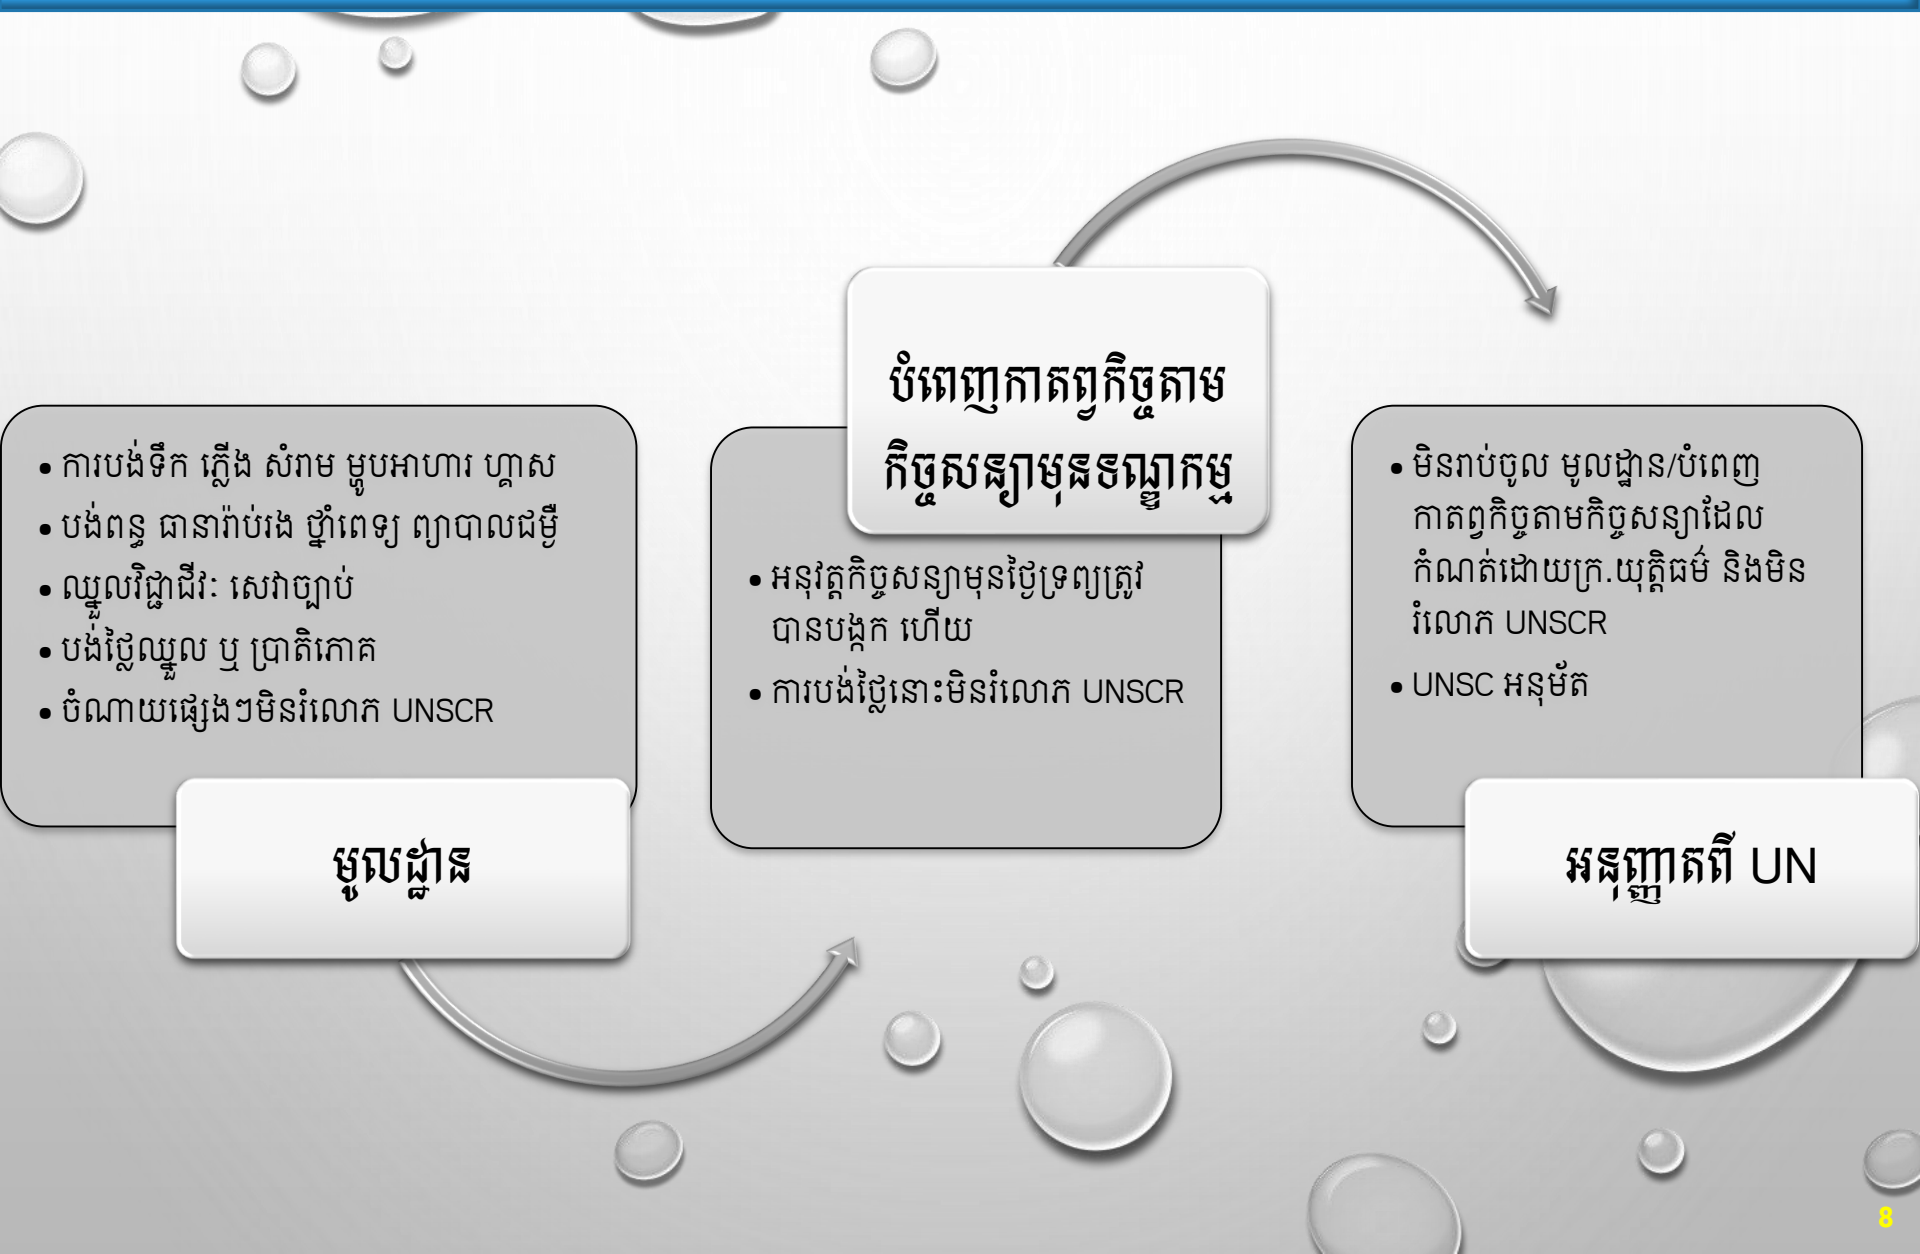 • ការបង់ទឹក ភ្លើង សំរាម ម្ហូបអាហារ ហ្គាស
• បង់ពន្ធ ធានារ៉ាប់រង ថ្នាំពេទ្យ ព្យាបាលជម្ងឺ
• ឈ្នួលវិជ្ជាជីវៈ សេវាច្បាប់
• បង់ថ្លៃឈ្នួល ឬ ប្រាតិភោគ
• ចំណាយផ្សេងៗមិនរំលោភ UNSCR
មូលដ្ឋាន
បំពេញកាតព្វកិច្ចតាម
កិច្ចសន្យាមុនទណ្ឌកម្ម
• អនុវត្តកិច្ចសន្យាមុនថ្ងៃទ្រព្យត្រូវ
បានបង្កក ហើយ
• ការបង់ថ្លៃនោះមិនរំលោភ UNSCR
• មិនរាប់ចូល មូលដ្ឋាន/បំពេញ
កាតព្វកិច្ចតាមកិច្ចសន្យាដែល
កំណត់ដោយក្រ.យុត្តិធម៌ និងមិន
រំលោភ UNSCR
• UNSC អនុម័ត
អនុញ្ញាតពី UN
8